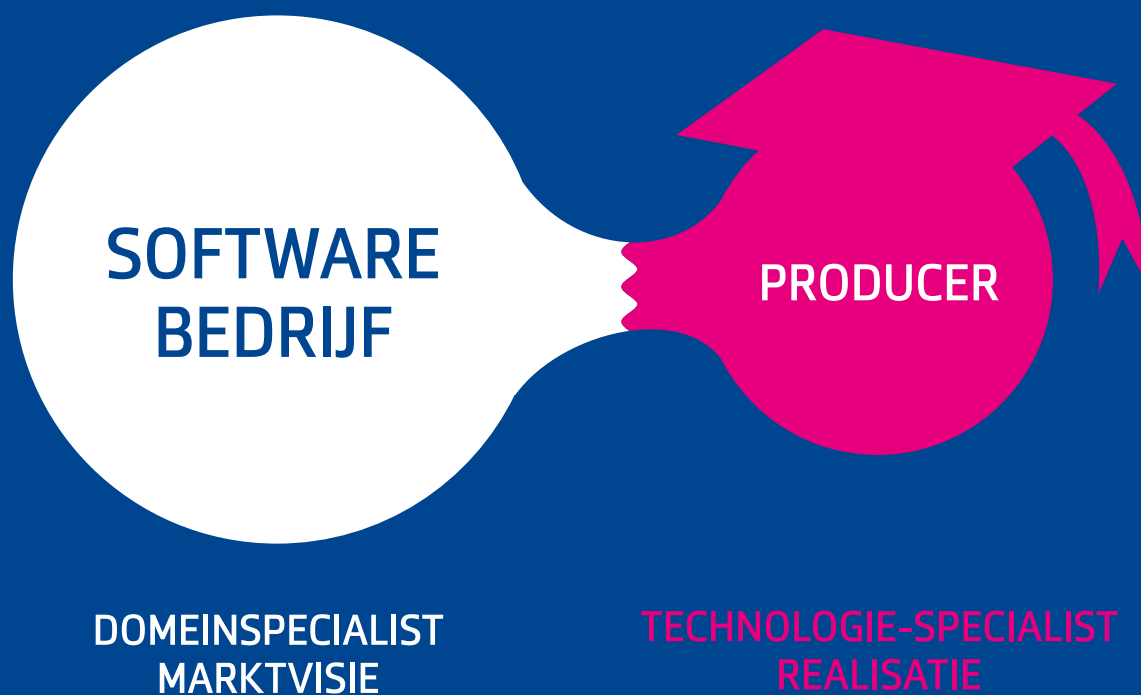 SOFTWARE
BEDRIJF
PRODUCER
DOMEINSPECIALIST
MARKTVISIE
TECHNOLOGIE-SPECIALIST
REALISATIE